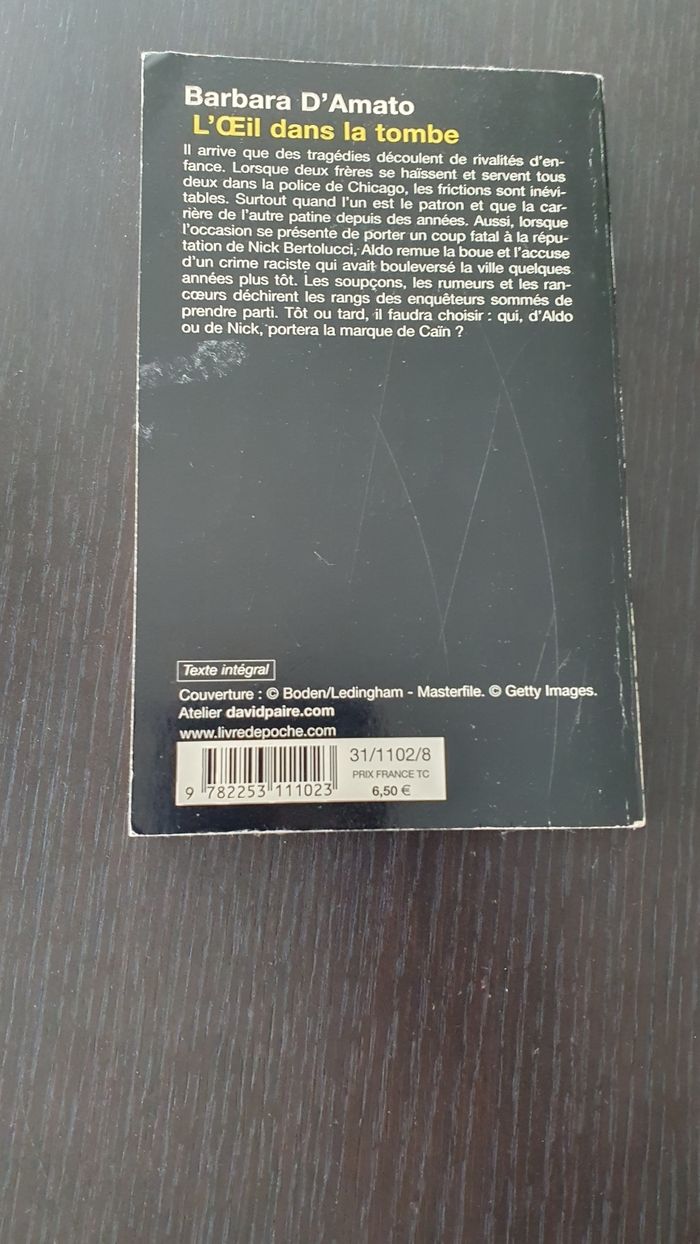 Barbara D'Amato
L'Œil dans la tombe
Il arrive que des tragédies découlent de rivalités d'en-
fance. Lorsque deux frères se haïssent et servent tous
deux dans la police de Chicago, les frictions sont inévi-
tables. Surtout quand l'un est le patron et que la car-
rière de l'autre patine depuis des années. Aussi, lorsque
l'occasion se présente de porter un coup fatal à la répu-
tation de Nick Bertolucci, Aldo remue la boue et l'accuse
d'un crime raciste qui avait bouleversé la ville quelques
années plus tôt. Les soupçons, les rumeurs et les ran-
cœurs déchirent les rangs des enquêteurs sommés de
prendre parti. Tôt ou tard, il faudra choisir : qui, d'Aldo
ou de Nick, portera la marque de Caïn ?
Texte intégral
Couverture : © Boden/Ledingham - Masterfile. © Getty Images.
Atelier davidpaire.com
www.livredepoche.com
31/1102/8
PRIX FRANCE TC
6,50 €
9 782253 111023